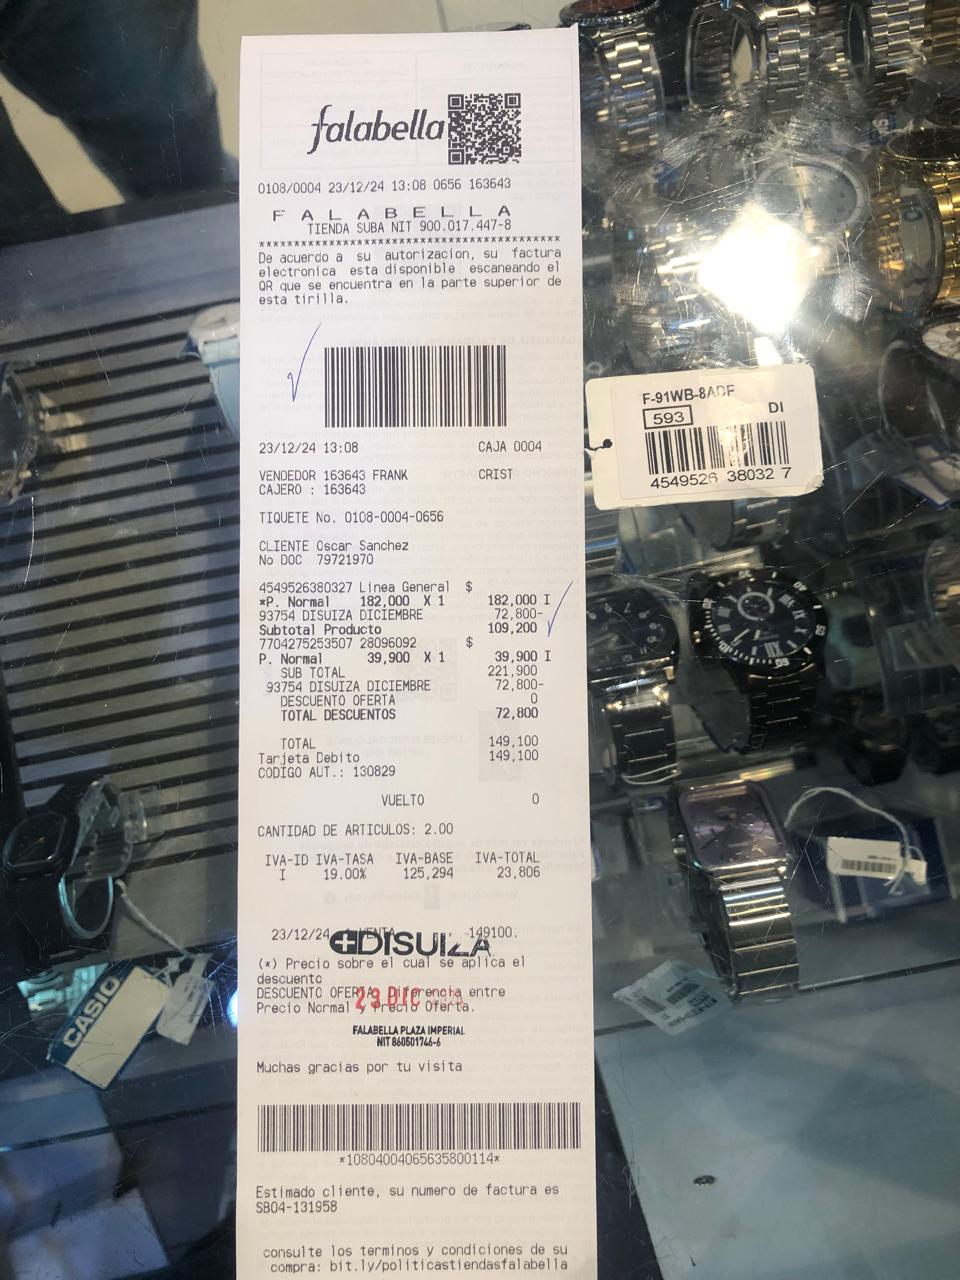 falabella
0108/0004 23/12/24 13:08 0656 163643
F A L A B E L L A
TIENDA SUBA NIT 900.017.447-8
******************************************
De acuerdo a su autorizacion, su factura
electronica esta disponible escaneando el
QR que se encuentra en la parte superior de
esta tirilla.
23/12/24 13:08 CAJA 0004
VENDEDOR 163643 FRANK CRIST
CAJERO : 163643
TIQUETE No. 0108-0004-0656
CLIENTE Oscar Sanchez
No DOC 79721970
4549526380327 Linea General $
*P. Normal 182,000 X 1 182,000 I
93754 DISUIZA DICIEMBRE 72,800-
Subtotal Producto 109,200
7704275253507 28096092 $
P. Normal 39,900 X 1 39,900 I
SUB TOTAL 221,900
93754 DISUIZA DICIEMBRE 72,800-
DESCUENTO OFERTA 0
TOTAL DESCUENTOS 72,800
TOTAL 149,100
Tarjeta Debito 149,100
CODIGO AUT.: 130829
VUELTO 0
CANTIDAD DE ARTICULOS: 2.00
IVA-ID IVA-TASA IVA-BASE IVA-TOTAL
I 19.00% 125,294 23,806
23/12/24 VENTA -149100.
DISUIZA
(*) Precio sobre el cual se aplica el
descuento
DESCUENTO OFERTA: Diferencia entre
Precio Normal y Precio Oferta.
23 DIC
FALABELLA PLAZA IMPERIAL
NIT 860501746-6
Muchas gracias por tu visita
*10804004065635800114*
Estimado cliente, su numero de factura es
SB04-131958
consulte los terminos y condiciones de su
compra: bit.ly/politicastiendasfalabella
F-91WB-8ADF
593 DI
4549526 38032 7
CASIO